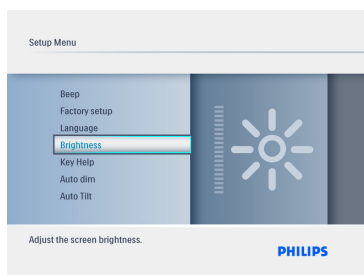 Setup Menu
Beep
Factory setup
Language
Brightness
Key Help
Auto dim
Auto Tilt
Adjust the screen brightness.
PHILIPS